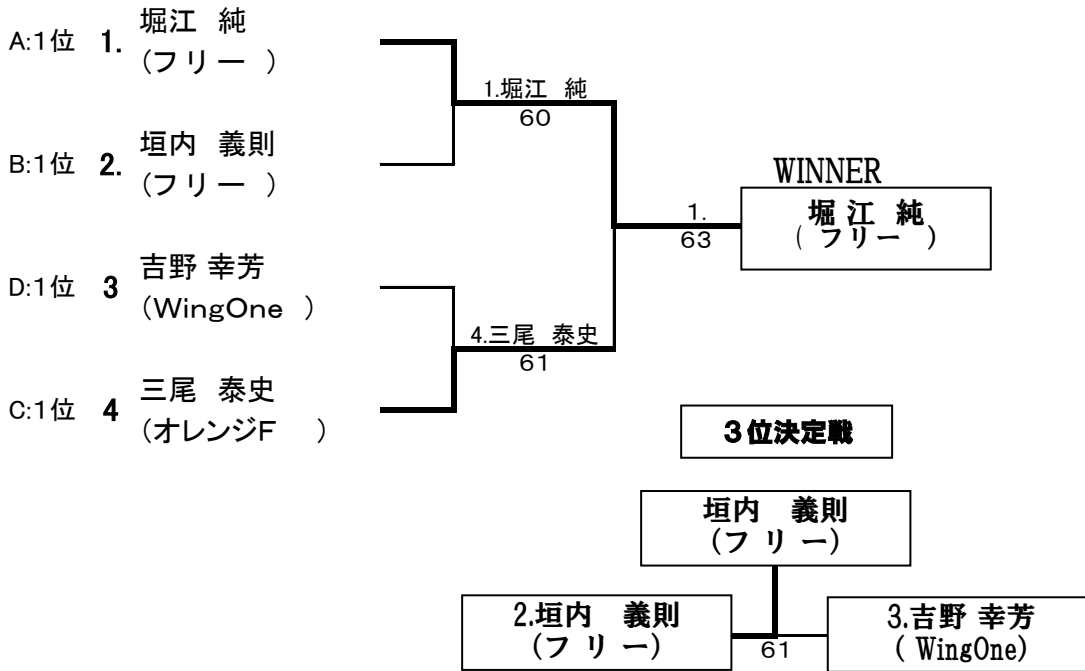 A:1位 1. 堀江 純
(フリー )
1.堀江 純
60
B:1位 2. 垣内 義則
(フリー )
WINNER
堀 江 純
( フリー )
1.
63
D:1位 3 吉野 幸芳
(WingOne )
4.三尾 泰史
61
C:1位 4 三尾 泰史
(オレンジF )
3位決定戦
垣内 義則
(フ リ ー)
2.垣内 義則
(フ リ ー)
61
3.吉野 幸芳
( WingOne)